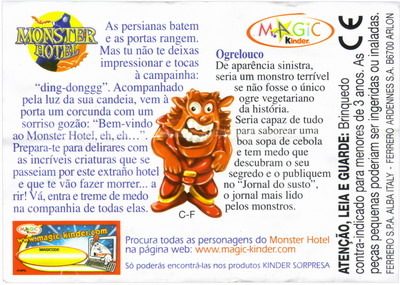 MONSTER
HOTEL
As persianas batem
e as portas rangem.
Mas tu não te deixas
impressionar e tocas
à campainha:
"ding-donggg". Acompanhado
pela luz da sua candeia, vem à
porta um corcunda com um
sorriso gozão: "Bem-vindo
ao Monster Hotel, eh, eh…".
Prepara-te para delirares com
as incríveis criaturas que se
passeiam por este extraño hotel
e que te vão fazer morrer... a
rir! Vá, entra e treme de medo
na companhia de todas elas.
MAGIC
Kinder
Ogrelouco
De aparência sinistra,
seria um monstro terrível
se não fosse o único
ogre vegetariano
da história.
Seria capaz de tudo
para saborear uma
boa sopa de cebola
e tem medo que
descubram o seu
segredo e o publiquem
no "Jornal do susto",
o jornal mais lido
pelos monstros.
C-F
MAGIC
www.magic-kinder.com
MAGICODE
Procura todas as personagens do Monster Hotel
na página web: www.magic-kinder.com
Só poderás encontrá-las nos produtos KINDER SORPRESA
CE
ATENÇÃO, LEIA E GUARDE: Brinquedo
contra-indicado para menores de 3 anos. As
peças pequenas poderiam ser ingeridas ou inaladas.
FERRERO S.P.A. ALBA ITALY - FERRERO ARDENNES S.A. B6700 ARLON